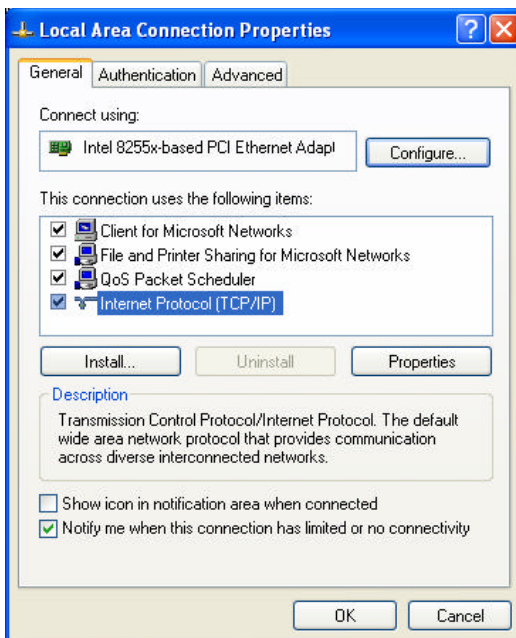 Local Area Connection Properties
General Authentication Advanced
Connect using:
Intel 8255x-based PCI Ethernet Adapt
Configure...
This connection uses the following items:
Client for Microsoft Networks
File and Printer Sharing for Microsoft Networks
QoS Packet Scheduler
Internet Protocol (TCP/IP)
Install... Uninstall Properties
Description
Transmission Control Protocol/Internet Protocol. The default
wide area network protocol that provides communication
across diverse interconnected networks.
Show icon in notification area when connected
Notify me when this connection has limited or no connectivity
OK Cancel